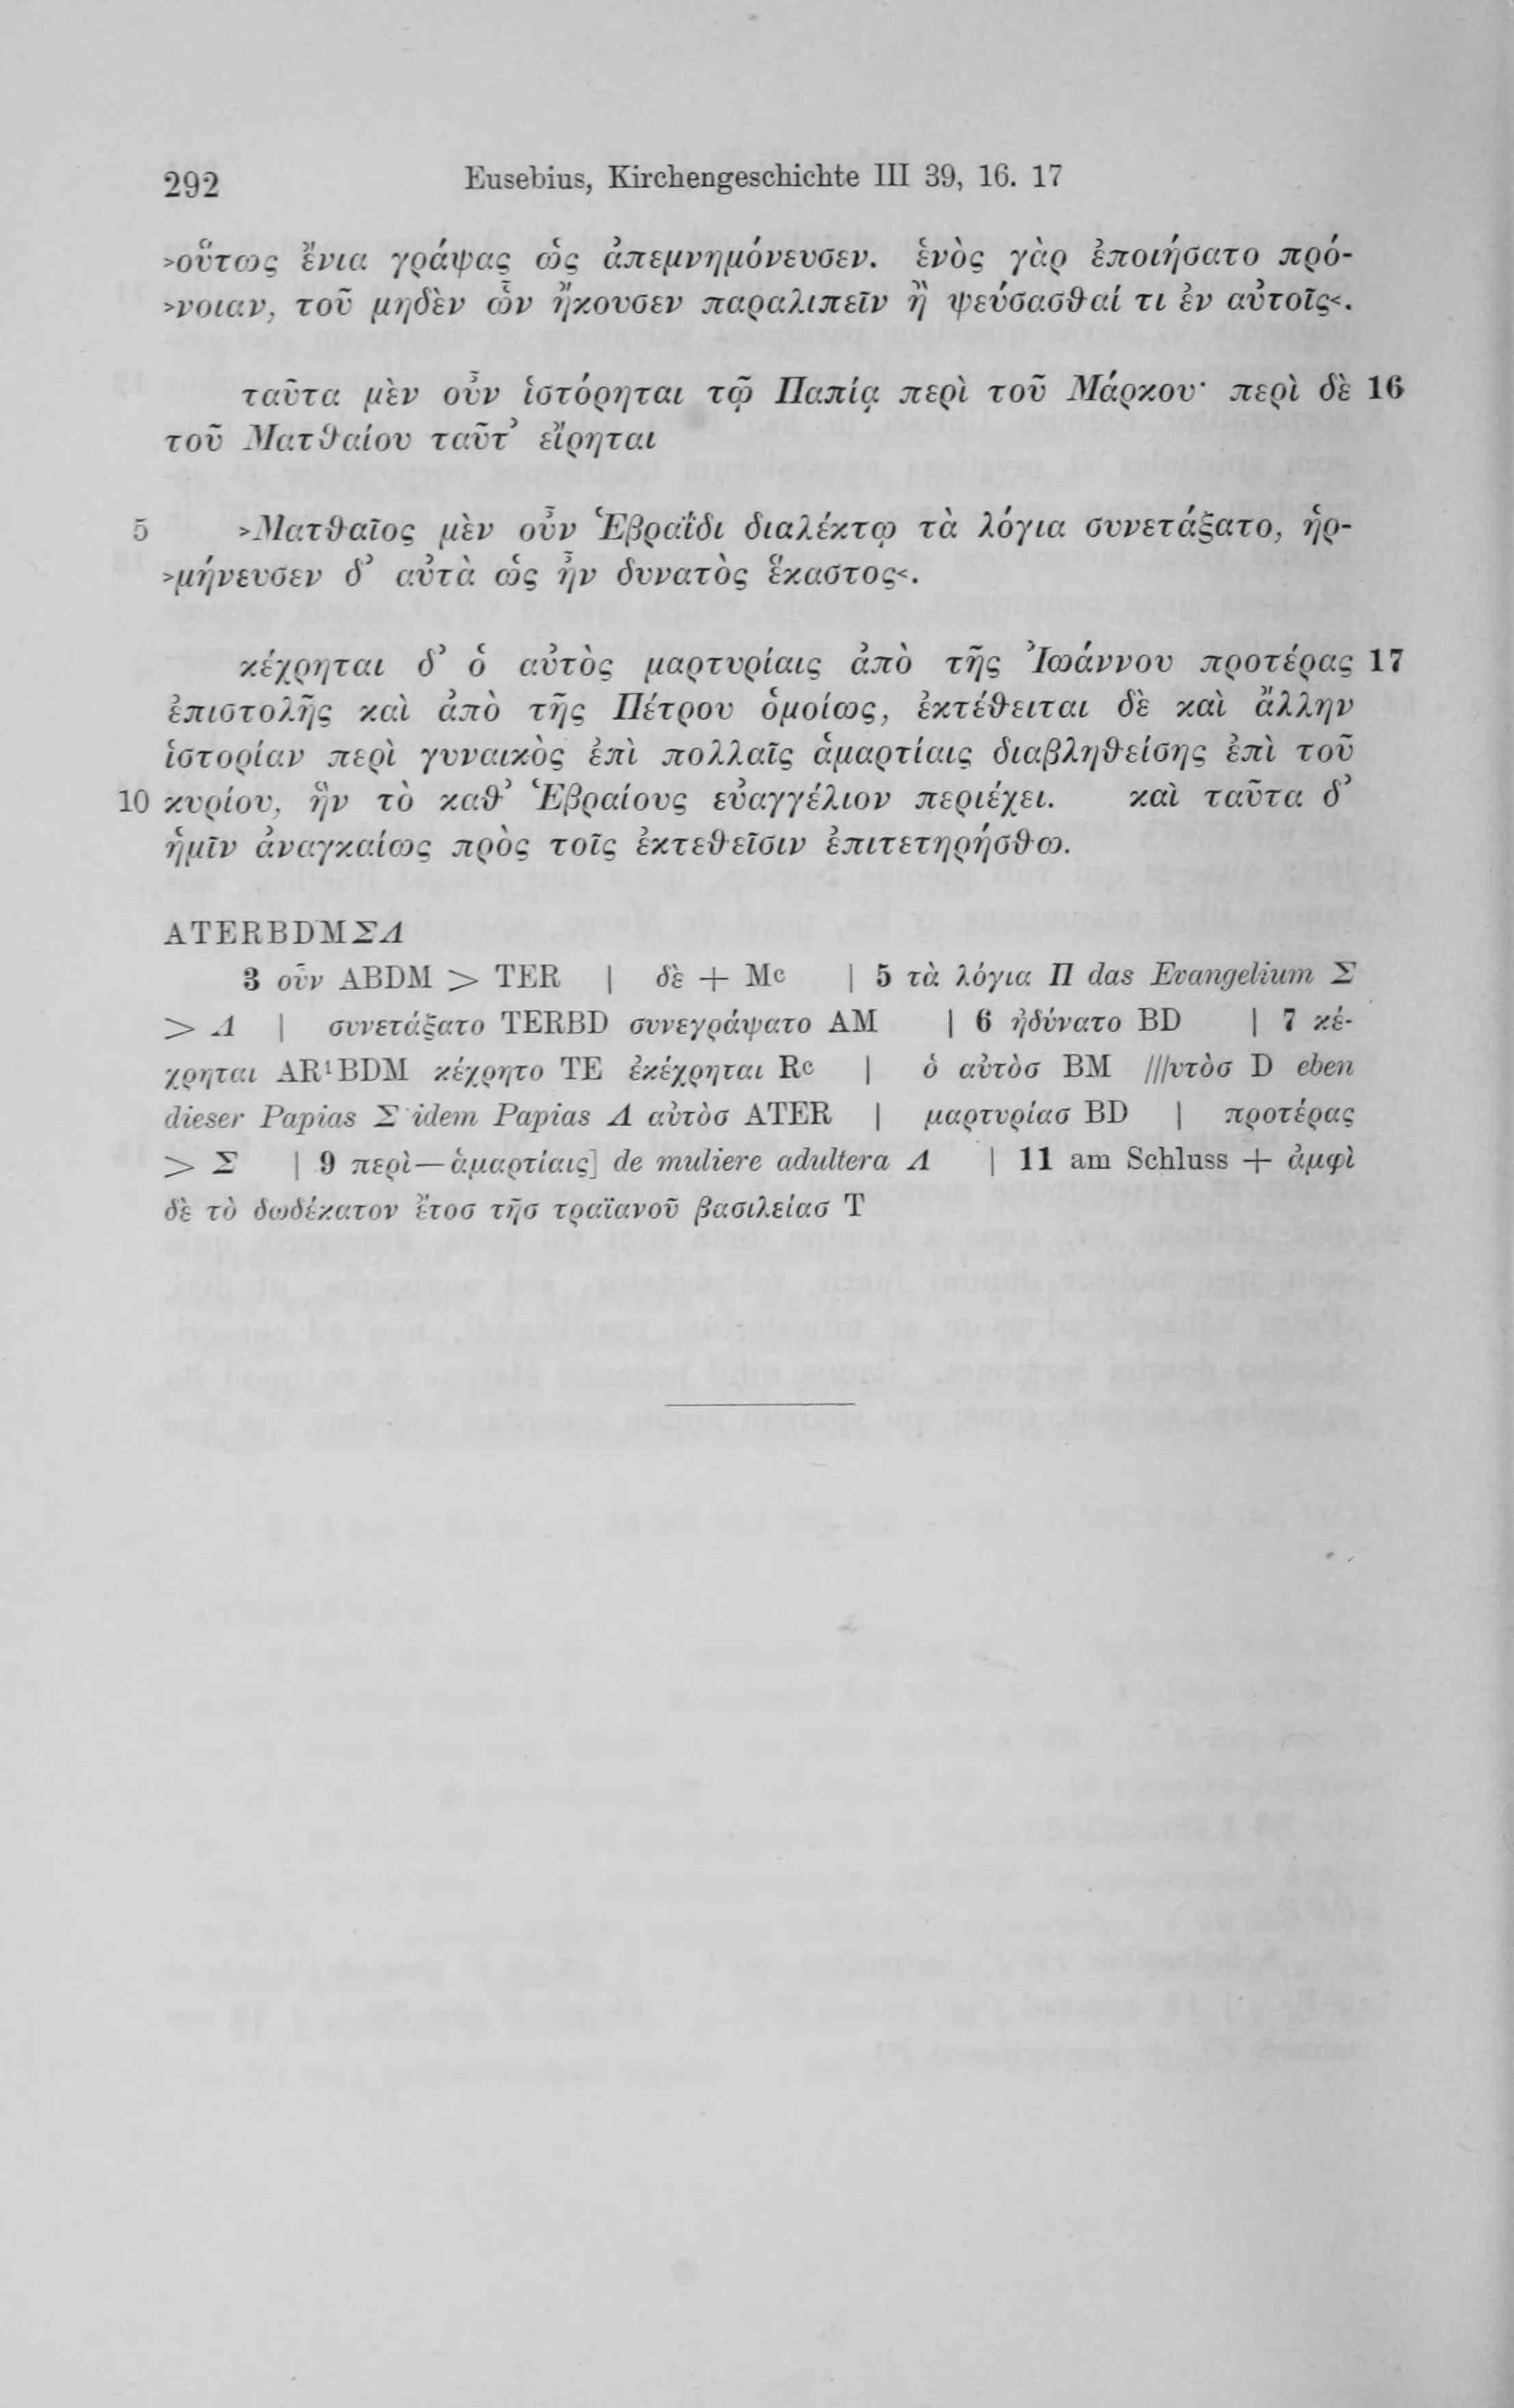 292 Eusebius, Kirchengeschichte III 39, 16. 17
>οὕτως ἔνια γράψας ὡς ἀπεμνημόνευσεν. ἑνὸς γὰρ ἐποιήσατο πρό-
>νοιαν, τοῦ μηδὲν ὧν ἤκουσεν παραλιπεῖν ἢ ψεύσασθαί τι ἐν αὐτοῖς<.
ταῦτα μὲν οὖν ἱστόρηται τῷ Παπίᾳ περὶ τοῦ Μάρκου· περὶ δὲ 16
τοῦ Ματθαίου ταῦτ’ εἴρηται
5 >Ματθαῖος μὲν οὖν Ἑβραΐδι διαλέκτῳ τὰ λόγια συνετάξατο, ἡρ-
>μήνευσεν δ’ αὐτὰ ὡς ἦν δυνατὸς ἕκαστος<.
κέχρηται δ’ ὁ αὐτὸς μαρτυρίαις ἀπὸ τῆς Ἰωάννου προτέρας 17
ἐπιστολῆς καὶ ἀπὸ τῆς Πέτρου ὁμοίως, ἐκτέθειται δὲ καὶ ἄλλην
ἱστορίαν περὶ γυναικὸς ἐπὶ πολλαῖς ἁμαρτίαις διαβληθείσης ἐπὶ τοῦ
10 κυρίου, ἣν τὸ καθ’ Ἑβραίους εὐαγγέλιον περιέχει. καὶ ταῦτα δ’
ἡμῖν ἀναγκαίως πρὸς τοῖς ἐκτεθεῖσιν ἐπιτετηρήσθω.
ATERBDMΣΛ
3 οὖν ABDM > TER | δὲ + Mᶜ | 5 τὰ λόγια Π das Evangelium Σ
> Λ | συνετάξατο TERBD συνεγράψατο AM | 6 ἠδύνατο BD | 7 κέ-
χρηται AR¹BDM κέχρητο TE ἐκέχρηται Rᶜ | ὁ αὐτὸσ BM ///υτὸσ D eben
dieser Papias Σ idem Papias Λ αὐτὸσ ATER | μαρτυρίασ BD | προτέρας
> Σ | 9 περὶ—ἁμαρτίαις] de muliere adultera Λ | 11 am Schluss + ἀμφὶ
δὲ τὸ δωδέκατον ἔτοσ τῆσ τραϊανοῦ βασιλείασ T